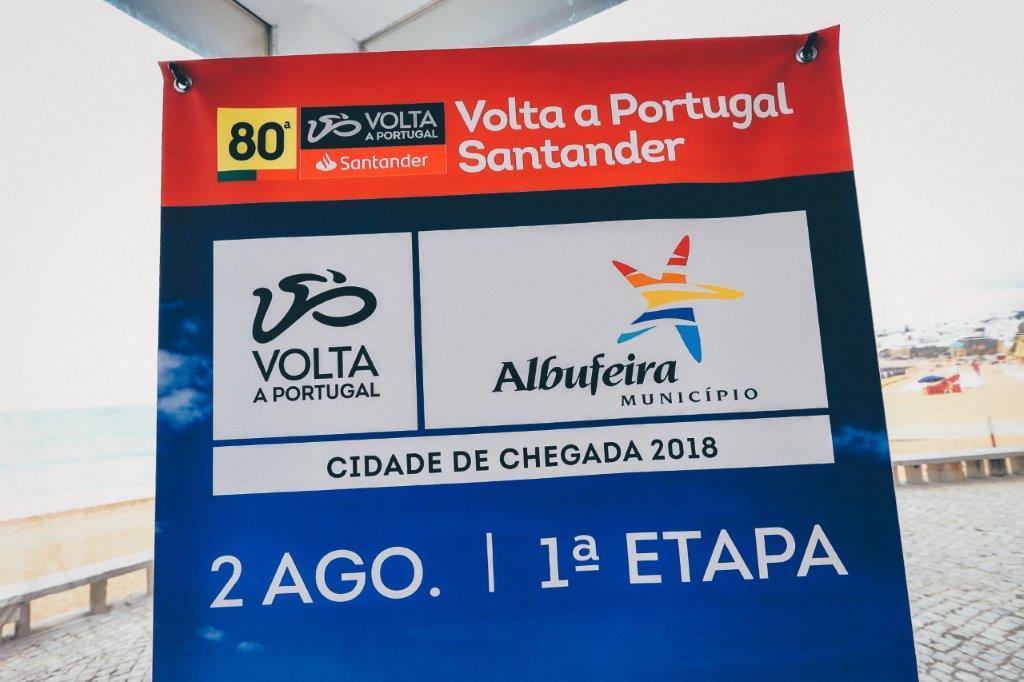 80ª
VOLTA
A PORTUGAL
Santander
Volta a Portugal
Santander
VOLTA
A PORTUGAL
Albufeira
MUNICÍPIO
CIDADE DE CHEGADA 2018
2 AGO. | 1ª ETAPA